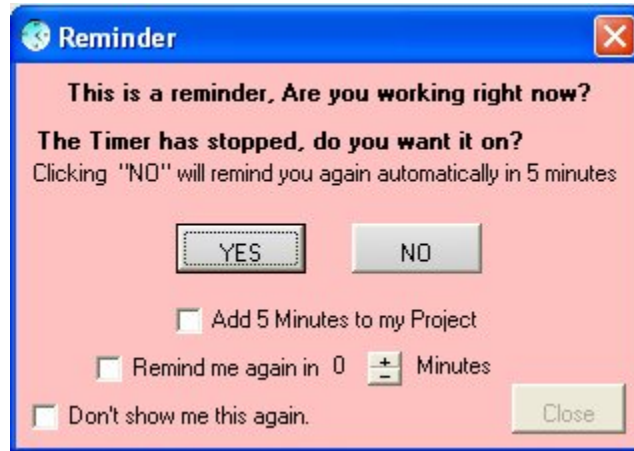 Reminder
This is a reminder, Are you working right now?
The Timer has stopped, do you want it on?
Clicking "NO" will remind you again automatically in 5 minutes
YES NO
Add 5 Minutes to my Project
Remind me again in 0 + - Minutes
Don't show me this again.
Close